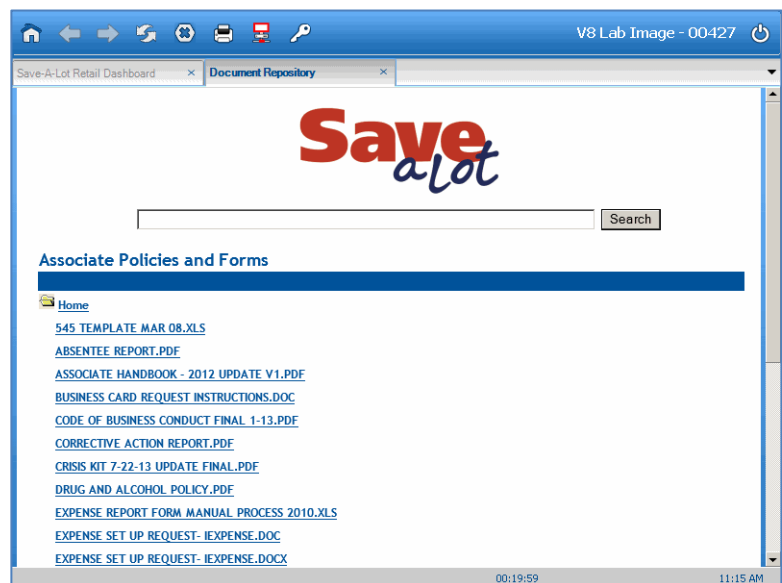 V8 Lab Image - 00427
Save-A-Lot Retail Dashboard × Document Repository ×
Save
a lot
Search
Associate Policies and Forms
Home
545 TEMPLATE MAR 08.XLS
ABSENTEE REPORT.PDF
ASSOCIATE HANDBOOK - 2012 UPDATE V1.PDF
BUSINESS CARD REQUEST INSTRUCTIONS.DOC
CODE OF BUSINESS CONDUCT FINAL 1-13.PDF
CORRECTIVE ACTION REPORT.PDF
CRISIS KIT 7-22-13 UPDATE FINAL.PDF
DRUG AND ALCOHOL POLICY.PDF
EXPENSE REPORT FORM MANUAL PROCESS 2010.XLS
EXPENSE SET UP REQUEST- IEXPENSE.DOC
EXPENSE SET UP REQUEST- IEXPENSE.DOCX
00:19:59 11:15 AM